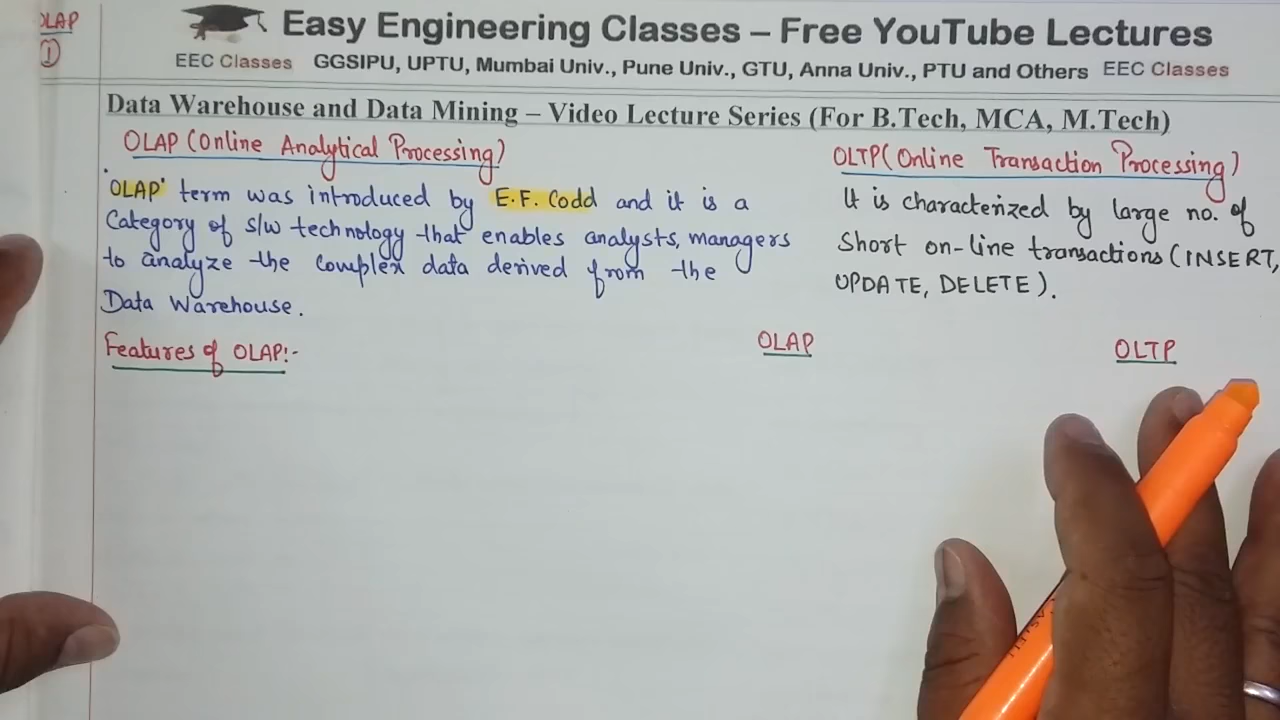 OLAP
1
Easy Engineering Classes – Free YouTube Lectures
EEC Classes GGSIPU, UPTU, Mumbai Univ., Pune Univ., GTU, Anna Univ., PTU and Others EEC Classes
Data Warehouse and Data Mining – Video Lecture Series (For B.Tech, MCA, M.Tech)
OLAP (Online Analytical Processing)
'OLAP' term was introduced by E.F. Codd and it is a
Category of S/W technology that enables analysts, managers
to analyze the complex data derived from the
Data Warehouse.
OLTP (Online Transaction Processing)
It is characterized by large no. of
Short on-line transactions (INSERT,
UPDATE, DELETE).
Features of OLAP:-
OLAP
OLTP